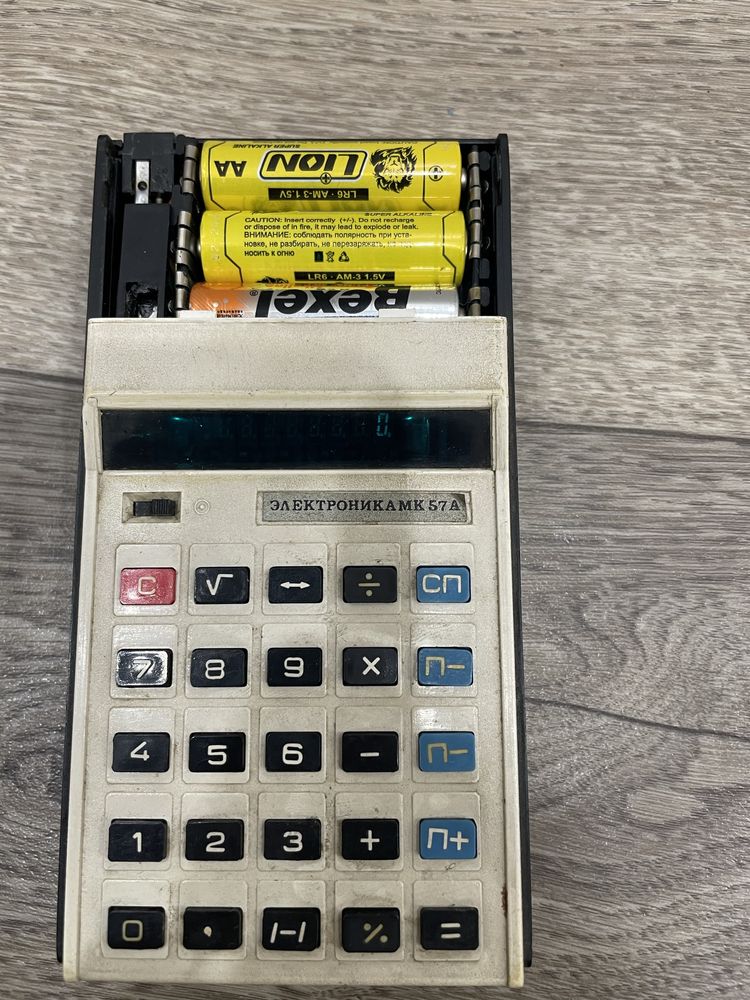 LR6 · AM-3 1.5V
LION AA
SUPER ALKALINE
SUPER ALKALINE
CAUTION: Insert correctly (+/-). Do not recharge
or dispose of in fire, it may lead to explode or leak.
ВНИМАНИЕ: соблюдать полярность при уста-
новке, не разбирать, не перезаряжать, не под-
носить к огню
LR6 · AM-3 1.5V
Bexel
0.
ЭЛЕКТРОНИКА МК 57А
С √ ↔ ÷ СП
7 8 9 X П-
4 5 6 - П-
1 2 3 + П+
0 . /-/ % =